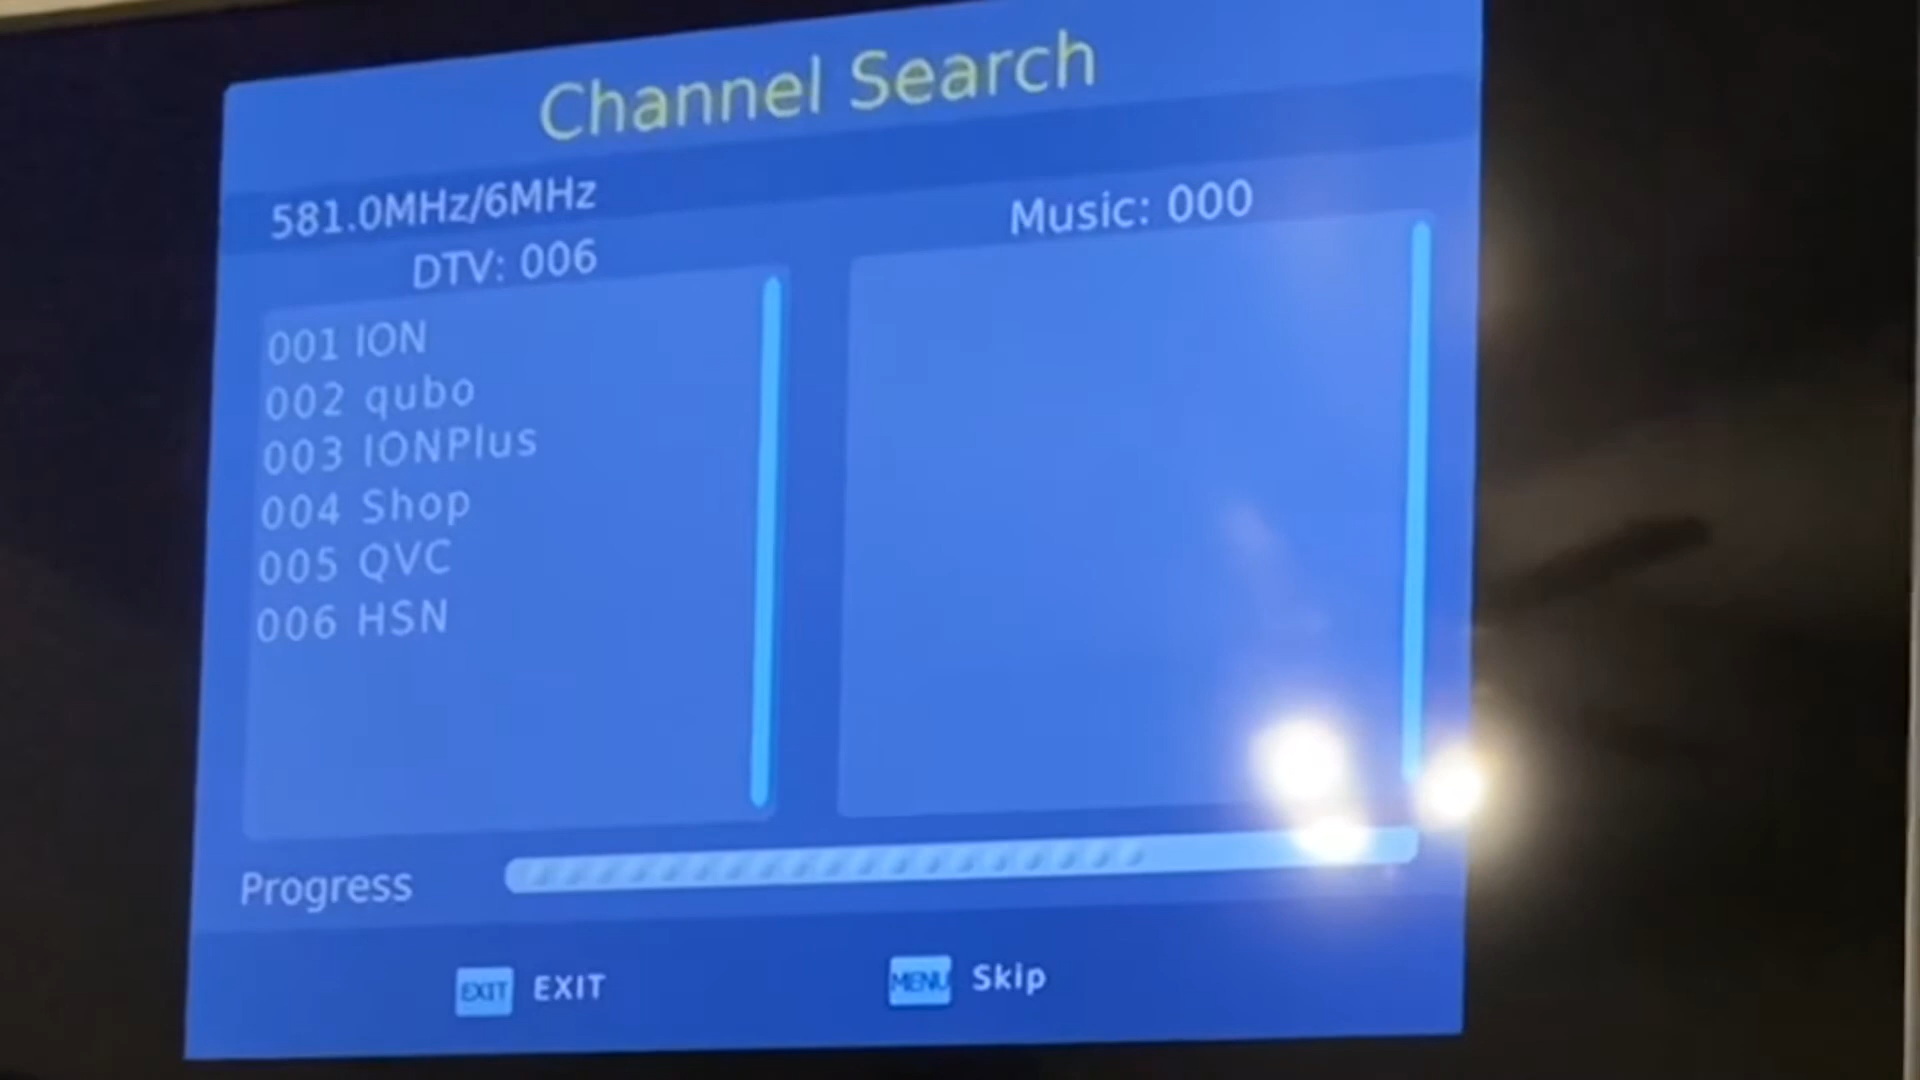 Channel Search
581.0MHz/6MHz
DTV: 006
Music: 000
001 ION
002 qubo
003 IONPlus
004 Shop
005 QVC
006 HSN
Progress
EXIT EXIT
MENU Skip